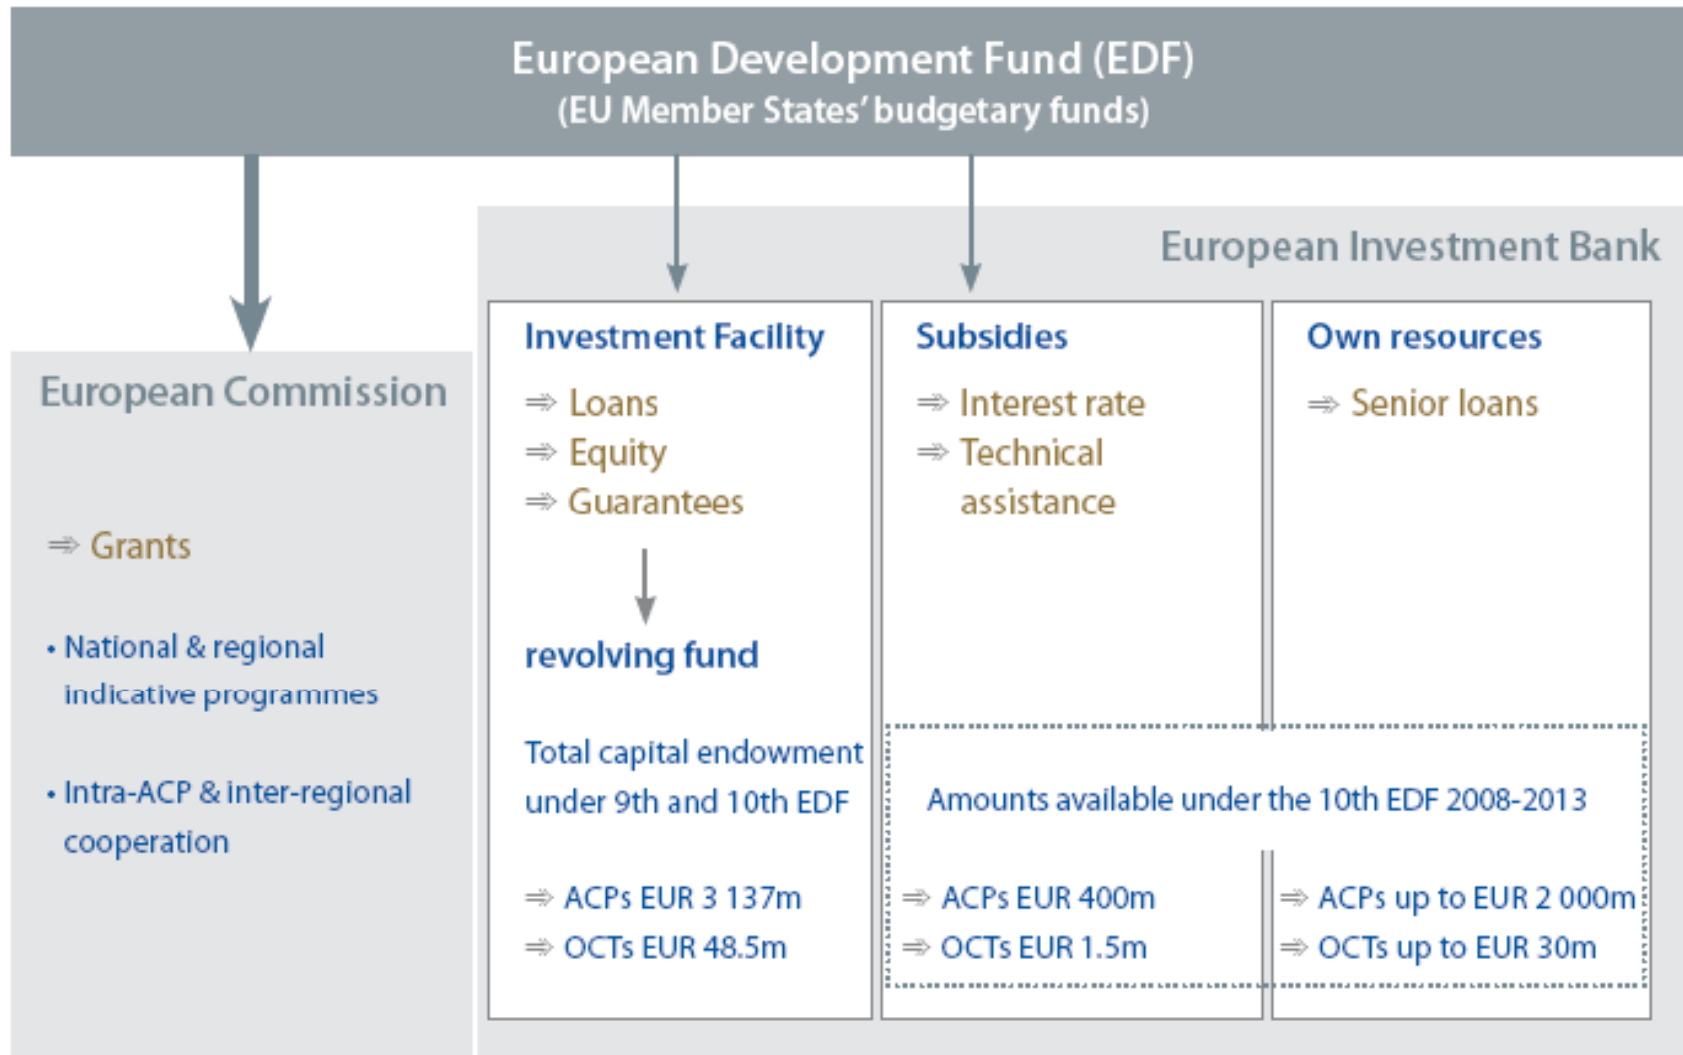 European Development Fund (EDF)
(EU Member States' budgetary funds)
European Commission
⇒ Grants
• National & regional
indicative programmes
• Intra-ACP & inter-regional
cooperation
European Investment Bank
Investment Facility
⇒ Loans
⇒ Equity
⇒ Guarantees
revolving fund
Total capital endowment
under 9th and 10th EDF
⇒ ACPs EUR 3 137m
⇒ OCTs EUR 48.5m
Subsidies
⇒ Interest rate
⇒ Technical
assistance
Own resources
⇒ Senior loans
Amounts available under the 10th EDF 2008-2013
⇒ ACPs EUR 400m
⇒ OCTs EUR 1.5m
⇒ ACPs up to EUR 2 000m
⇒ OCTs up to EUR 30m